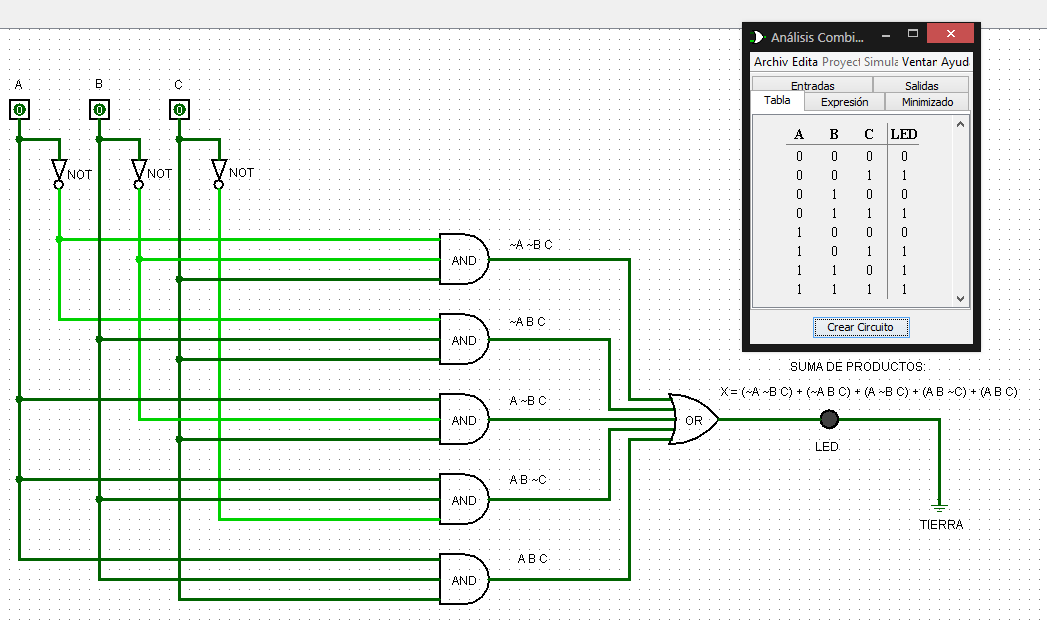 Análisis Combi...
Archiv Edita Proyect Simula Ventan Ayud
Entradas Salidas
Tabla Expresión Minimizado
A B C LED
0 0 0 0
0 0 1 1
0 1 0 0
0 1 1 1
1 0 0 0
1 0 1 1
1 1 0 1
1 1 1 1
Crear Circuito
A B C
0 0 0
NOT NOT NOT
~A ~B C
AND
~A B C
AND
A ~B C
AND
A B ~C
AND
A B C
AND
OR
SUMA DE PRODUCTOS:
X = (~A ~B C) + (~A B C) + (A ~B C) + (A B ~C) + (A B C)
LED
TIERRA